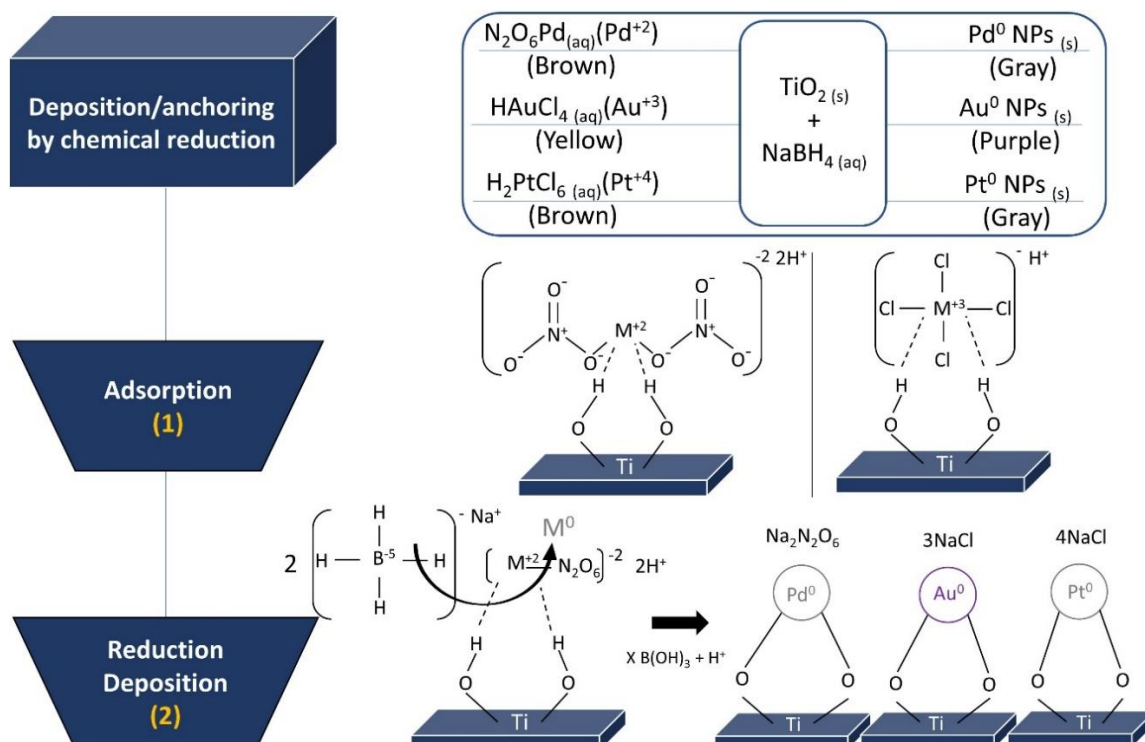 Deposition/anchoring
by chemical reduction
N₂O₆Pd₍aq₎(Pd⁺²)
(Brown)
HAuCl₄ ₍aq₎(Au⁺³)
(Yellow)
H₂PtCl₆ ₍aq₎(Pt⁺⁴)
(Brown)
TiO₂ ₍s₎
+
NaBH₄ ₍aq₎
Pd⁰ NPs ₍s₎
(Gray)
Au⁰ NPs ₍s₎
(Purple)
Pt⁰ NPs ₍s₎
(Gray)
Adsorption
(1)
-2 2H⁺
O⁻
O⁻
N⁺
M⁺²
N⁺
O⁻
O⁻
O⁻
O⁻
H
H
O
O
Ti
- H⁺
Cl
Cl
M⁺³
Cl
Cl
H
H
O
O
Ti
Reduction
Deposition
(2)
2
- Na⁺
H
H
B⁻⁵
H
H
M⁰
M⁺²
N₂O₆
-2
2H⁺
H
H
O
O
Ti
X B(OH)₃ + H⁺
Na₂N₂O₆
Pd⁰
O
O
Ti
3NaCl
Au⁰
O
O
Ti
4NaCl
Pt⁰
O
O
Ti